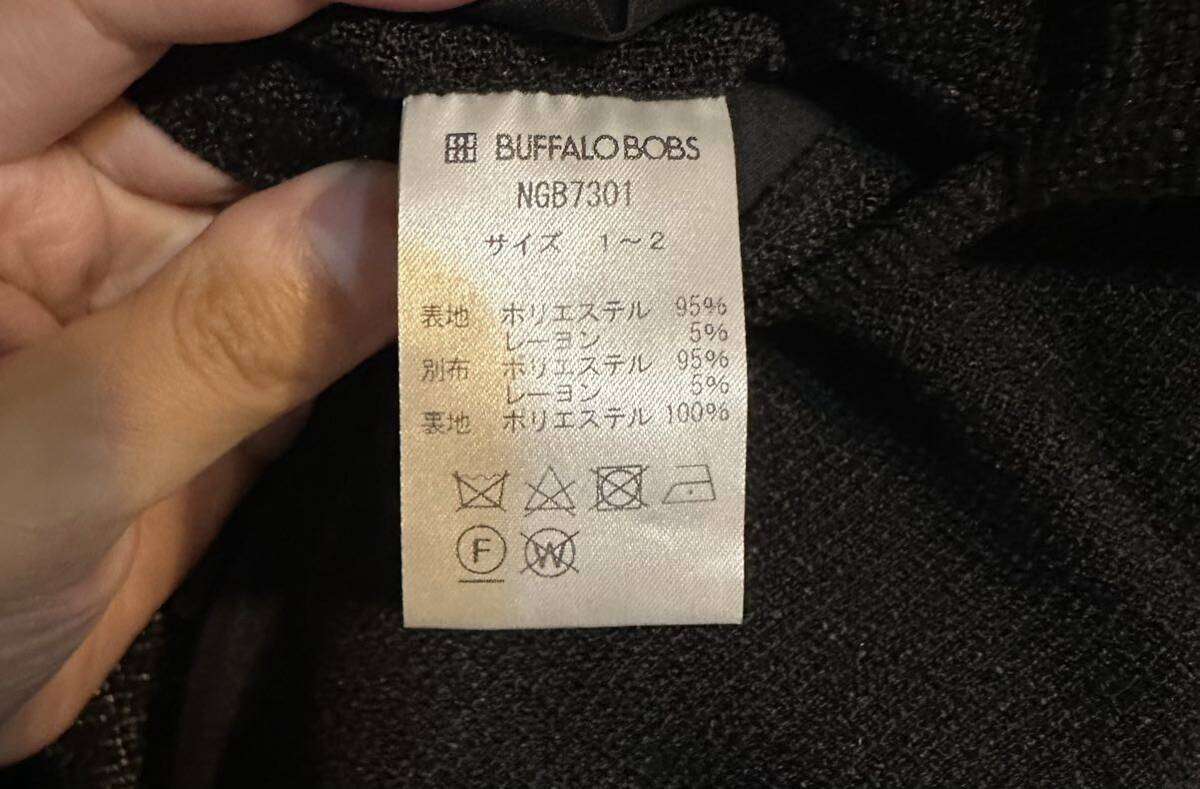 BUFFALO BOBS
NGB7301
サイズ 1~2
表地 ポリエステル 95%
レーヨン 5%
別布 ポリエステル 95%
レーヨン 5%
裏地 ポリエステル 100%
F W